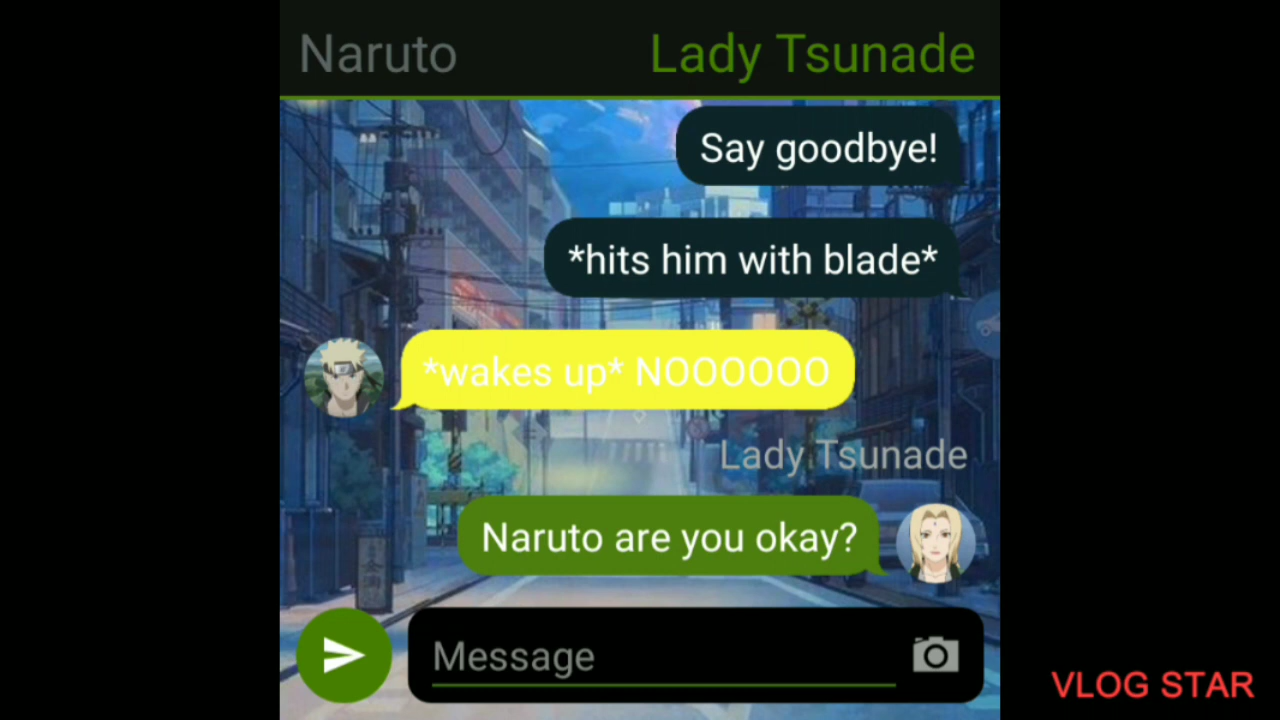 Naruto
Lady Tsunade
Say goodbye!
*hits him with blade*
*wakes up* NOOOOOO
Lady Tsunade
Naruto are you okay?
Message
VLOG STAR